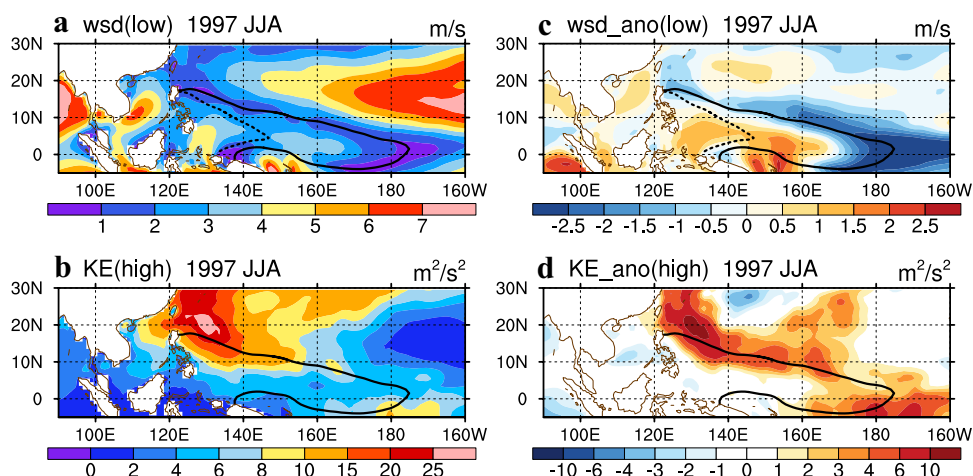 a wsd(low) 1997 JJA m/s
30N
20N
10N
0
100E 120E 140E 160E 180 160W
1 2 3 4 5 6 7
c wsd_ano(low) 1997 JJA m/s
30N
20N
10N
0
100E 120E 140E 160E 180 160W
-2.5 -2 -1.5 -1 -0.5 0 0.5 1 1.5 2 2.5
b KE(high) 1997 JJA m²/s²
30N
20N
10N
0
100E 120E 140E 160E 180 160W
0 2 4 6 8 10 15 20 25
d KE_ano(high) 1997 JJA m²/s²
30N
20N
10N
0
100E 120E 140E 160E 180 160W
-10 -6 -4 -2 -1 0 1 2 4 6 10